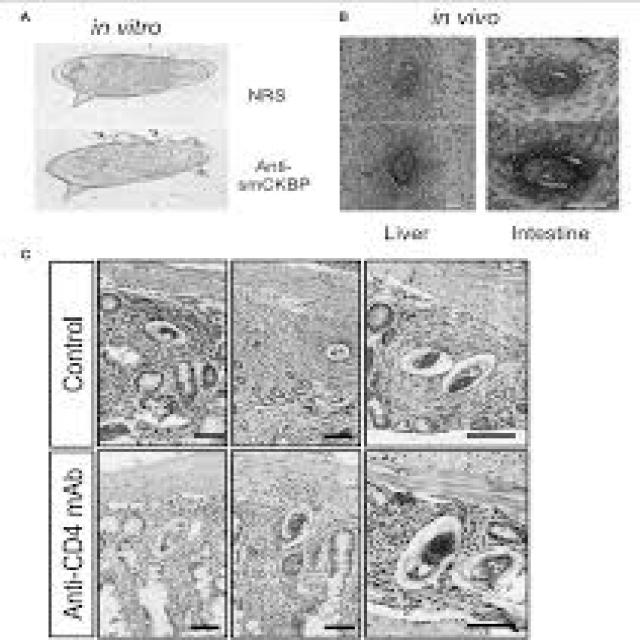 A
in vitro
NRS
Anti-
smCKBP
B
in vivo
Liver
Intestine
C
Control
Anti-CD4 mAb